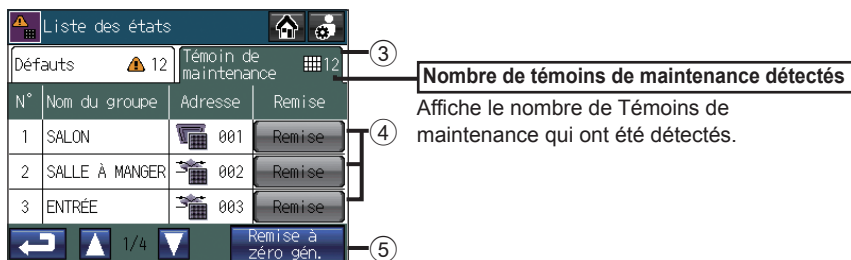 Liste des états
Défauts 12
Témoin de maintenance 12
③
N° Nom du groupe Adresse Remise
1 SALON 001 Remise
④
2 SALLE À MANGER 002 Remise
3 ENTRÉE 003 Remise
1/4
Remise à zéro gén.
⑤
Nombre de témoins de maintenance détectés
Affiche le nombre de Témoins de
maintenance qui ont été détectés.